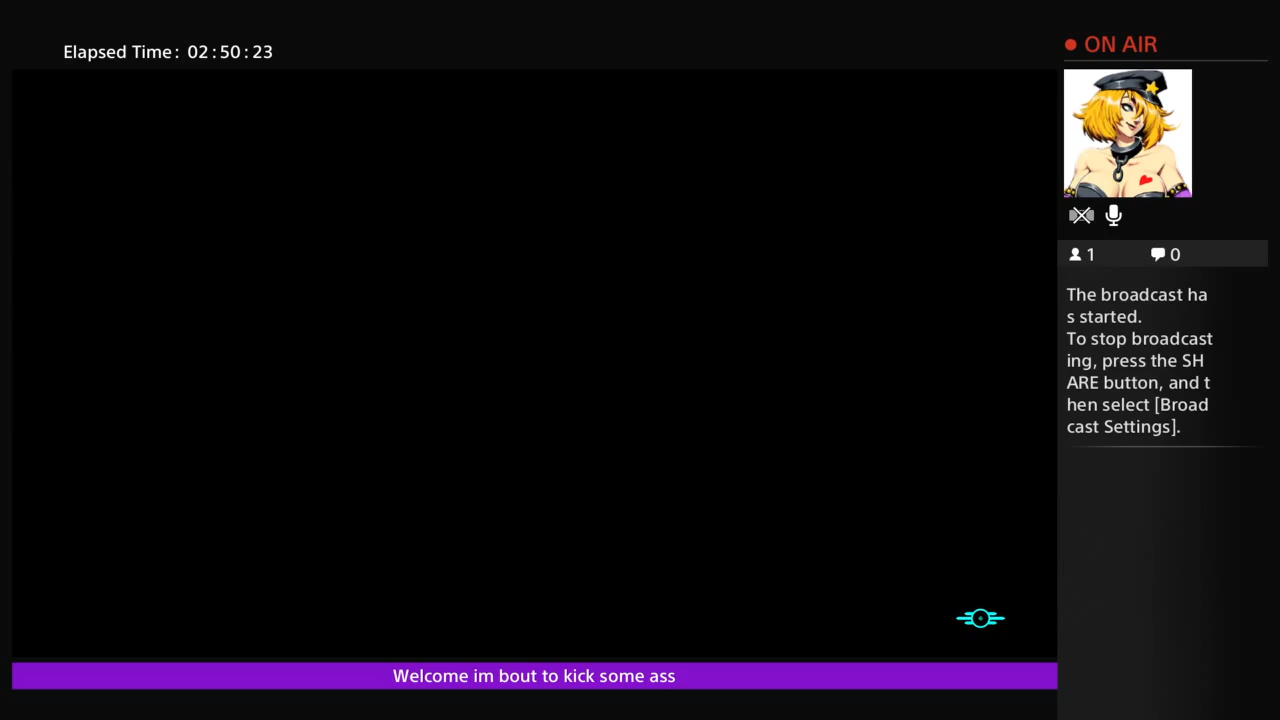 Elapsed Time: 02:50:23
ON AIR
1
0
The broadcast ha
s started.
To stop broadcast
ing, press the SH
ARE button, and t
hen select [Broad
cast Settings].
Welcome im bout to kick some ass